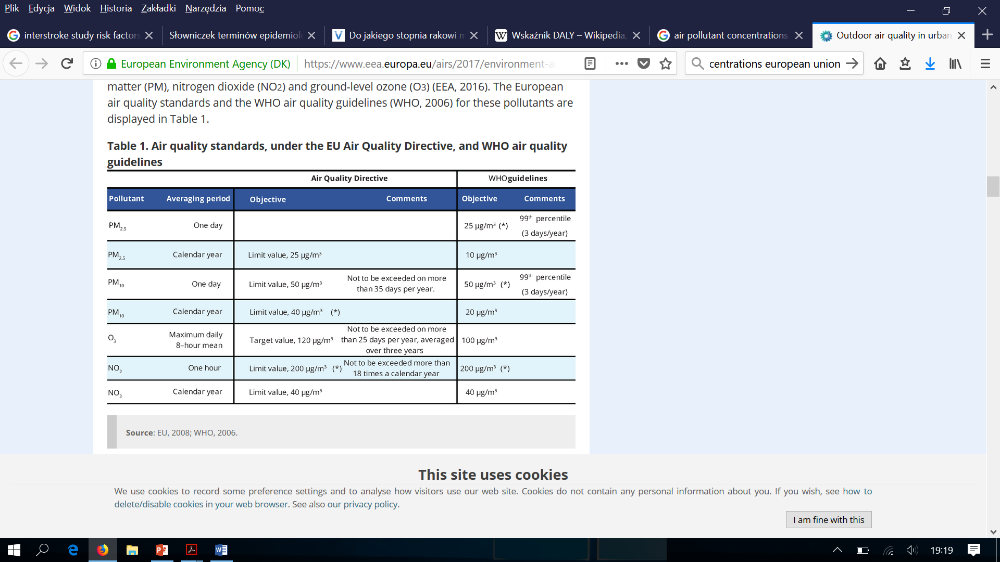 Plik Edycja Widok Historia Zakładki Narzędzia Pomoc
interstroke study risk factors
Słowniczek terminów epidemiol
Do jakiego stopnia rakowi m
Wskaźnik DALY – Wikipedia,
air pollutant concentrations
Outdoor air quality in urban
European Environment Agency (DK) https://www.eea.europa.eu/airs/2017/environment-a
centrations european union
matter (PM), nitrogen dioxide (NO2) and ground-level ozone (O3) (EEA, 2016). The European
air quality standards and the WHO air quality guidelines (WHO, 2006) for these pollutants are
displayed in Table 1.
Table 1. Air quality standards, under the EU Air Quality Directive, and WHO air quality
guidelines
Air Quality Directive WHO guidelines
Pollutant Averaging period Objective Comments Objective Comments
PM2.5 One day 25 µg/m³ (*) 99th percentile
(3 days/year)
PM2.5 Calendar year Limit value, 25 µg/m³ 10 µg/m³
PM10 One day Limit value, 50 µg/m³ Not to be exceeded on more
than 35 days per year. 50 µg/m³ (*) 99th percentile
(3 days/year)
PM10 Calendar year Limit value, 40 µg/m³ (*) 20 µg/m³
O3 Maximum daily
8–hour mean Target value, 120 µg/m³ Not to be exceeded on more
than 25 days per year, averaged
over three years 100 µg/m³
NO2 One hour Limit value, 200 µg/m³ (*) Not to be exceeded more than
18 times a calendar year 200 µg/m³ (*)
NO2 Calendar year Limit value, 40 µg/m³ 40 µg/m³
Source: EU, 2008; WHO, 2006.
This site uses cookies
We use cookies to record some preference settings and to analyse how visitors use our web site. Cookies do not contain any personal information about you. If you wish, see how to
delete/disable cookies in your web browser. See also our privacy policy.
I am fine with this
19:19